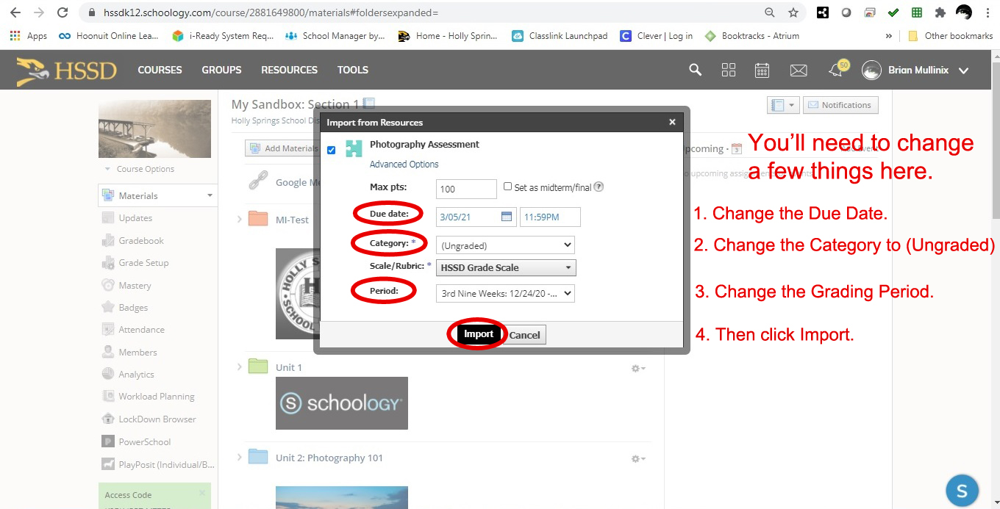 hssdk12.schoology.com/course/2881649800/materials#foldersexpanded=
Apps
Hoonuit Online Lea...
i-Ready System Req...
School Manager by...
Home - Holly Sprin...
Classlink Launchpad
Clever | Log in
Booktracks - Atrium
»
Other bookmarks
HSSD
COURSES
GROUPS
RESOURCES
TOOLS
50
Brian Mullinix
My Sandbox: Section 1
Holly Springs School Dis
Notifications
Course Options
Materials
Updates
Gradebook
Grade Setup
Mastery
Badges
Attendance
Members
Analytics
Workload Planning
LockDown Browser
PowerSchool
PlayPosit (Individual/B...
Access Code
Add Materials
Google Me
MI-Test
Unit 1
S schoology
Unit 2: Photography 101
Import from Resources
Photography Assessment
Advanced Options
Max pts:
100
Set as midterm/final ?
Due date:
3/05/21
11:59PM
Category: *
(Ungraded)
Scale/Rubric: *
HSSD Grade Scale
Period:
3rd Nine Weeks: 12/24/20 -...
Import
Cancel
pcoming ·
Add Event
o upcoming assignments
You'll need to change
a few things here.
1. Change the Due Date.
2. Change the Category to (Ungraded)
3. Change the Grading Period.
4. Then click Import.
S